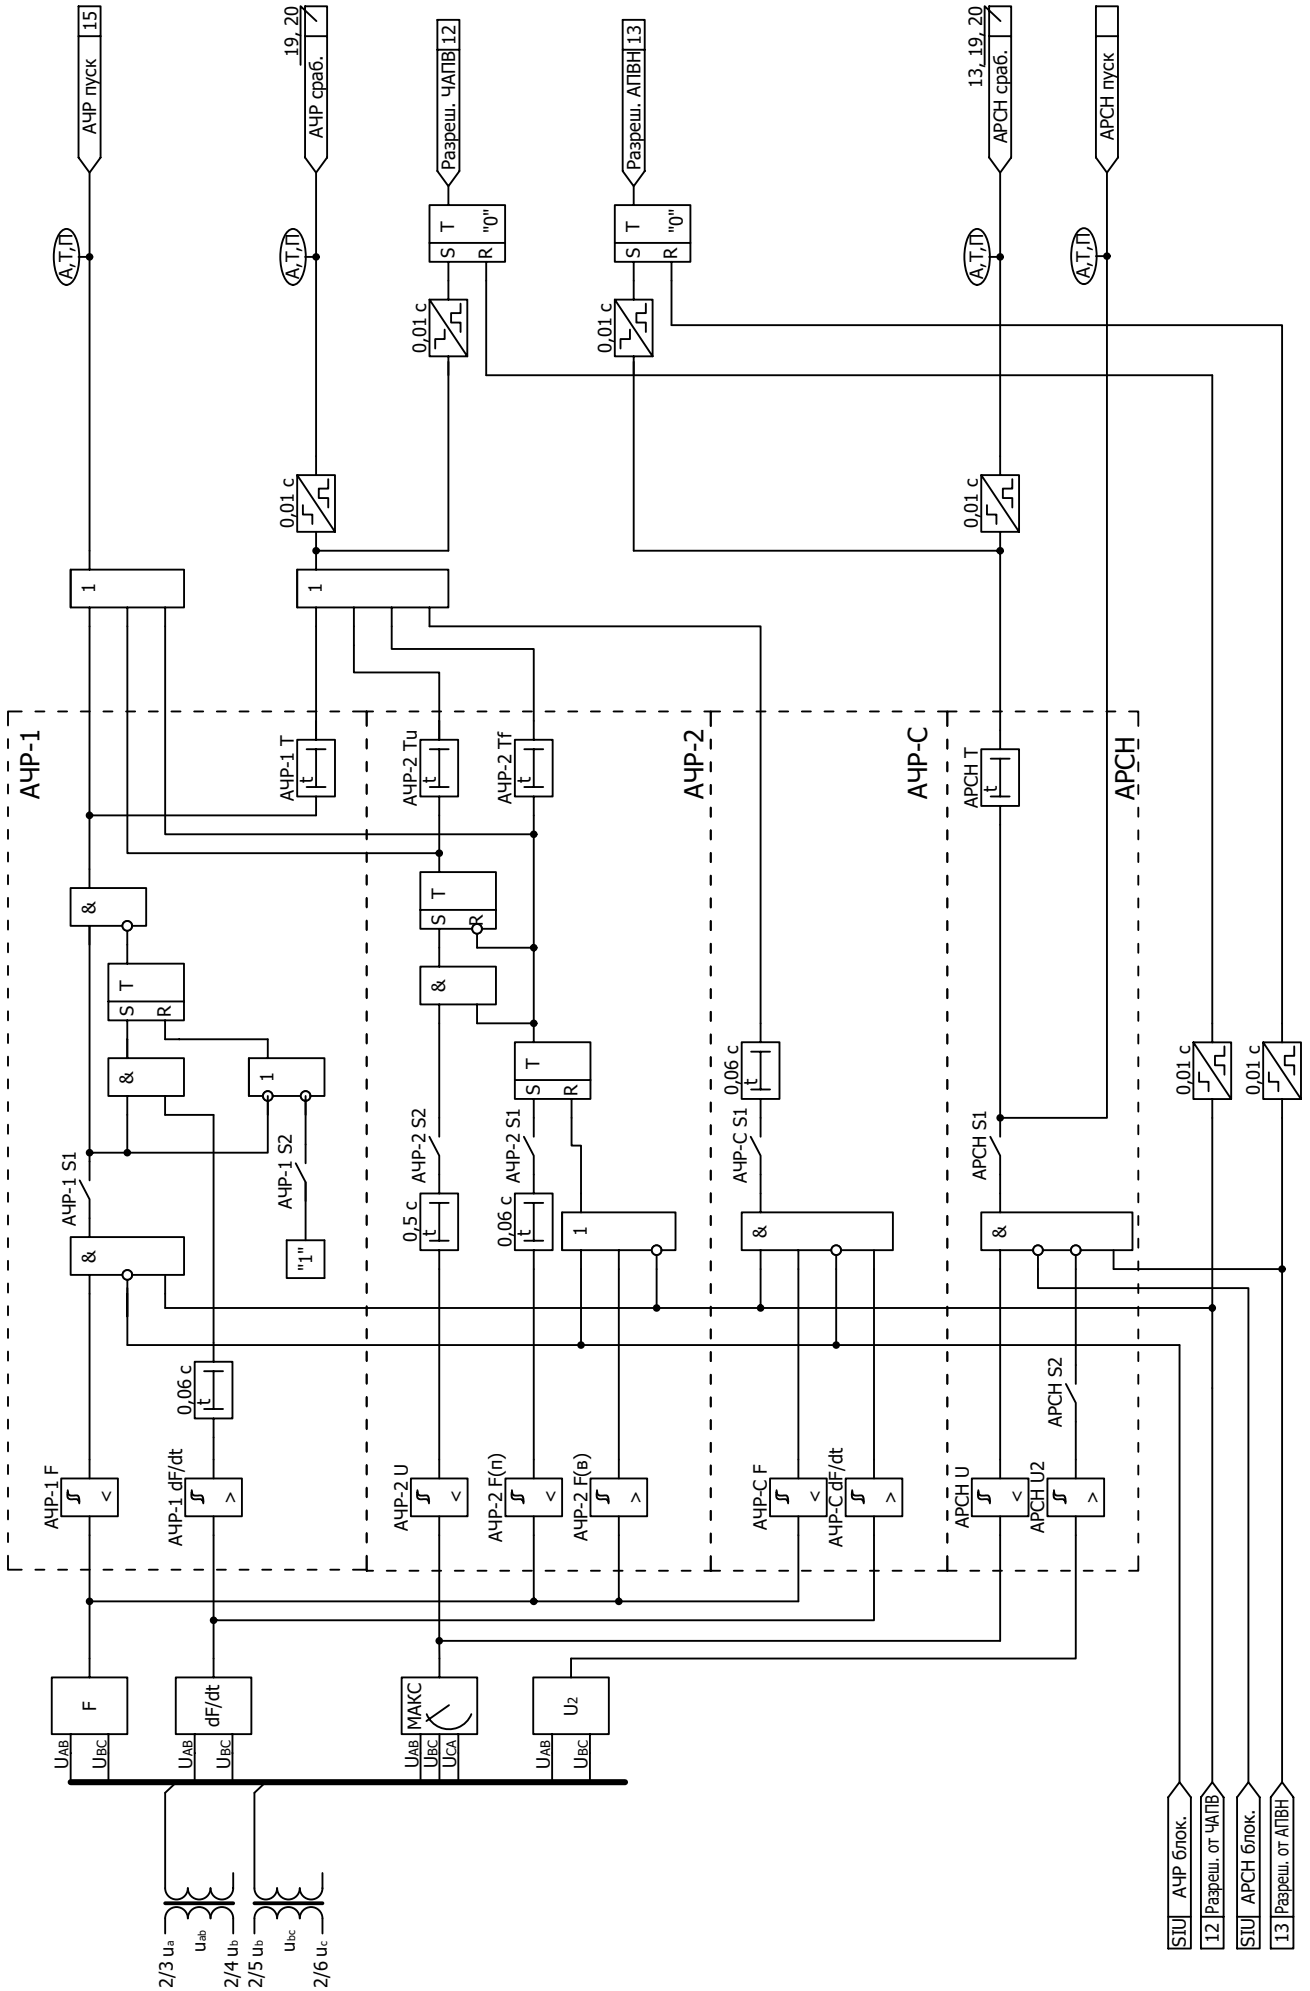 2/3 ua
uab
2/4 ub
2/5 ub
ubc
2/6 uc
UAB
UBC
F
UAB
UBC
dF/dt
UAB
UBC
UCA
МАКС
UAB
UBC
U2
SIU АЧР блок.
12 Разреш. от ЧАПВ
SIU АРСН блок.
13 Разреш. от АПВН
АЧР-1
АЧР-1 F
<
АЧР-1 dF/dt
>
0,06 с
t
&
АЧР-1 S1
"1"
АЧР-1 S2
1
&
S T
R
&
АЧР-1 T
t
АЧР-2
АЧР-2 U
<
АЧР-2 F(п)
<
АЧР-2 F(в)
>
0,5 с
t
АЧР-2 S2
0,06 с
t
АЧР-2 S1
1
S T
R
&
S T
R
АЧР-2 Tu
t
АЧР-2 Tf
t
АЧР-С
АЧР-С F
<
АЧР-С dF/dt
>
&
АЧР-С S1
0,06 с
t
АРСН
АРСН U
<
АРСН U2
>
АРСН S2
&
АРСН S1
АРСН T
t
0,01 с
0,01 с
1
1
0,01 с
0,01 с
S T
R "0"
0,01 с
S T
R "0"
0,01 с
А,Т,П
А,Т,П
А,Т,П
А,Т,П
АЧР пуск 15
19, 20
АЧР сраб.
Разреш. ЧАПВ 12
Разреш. АПВН 13
13, 19, 20
АРСН сраб.
АРСН пуск